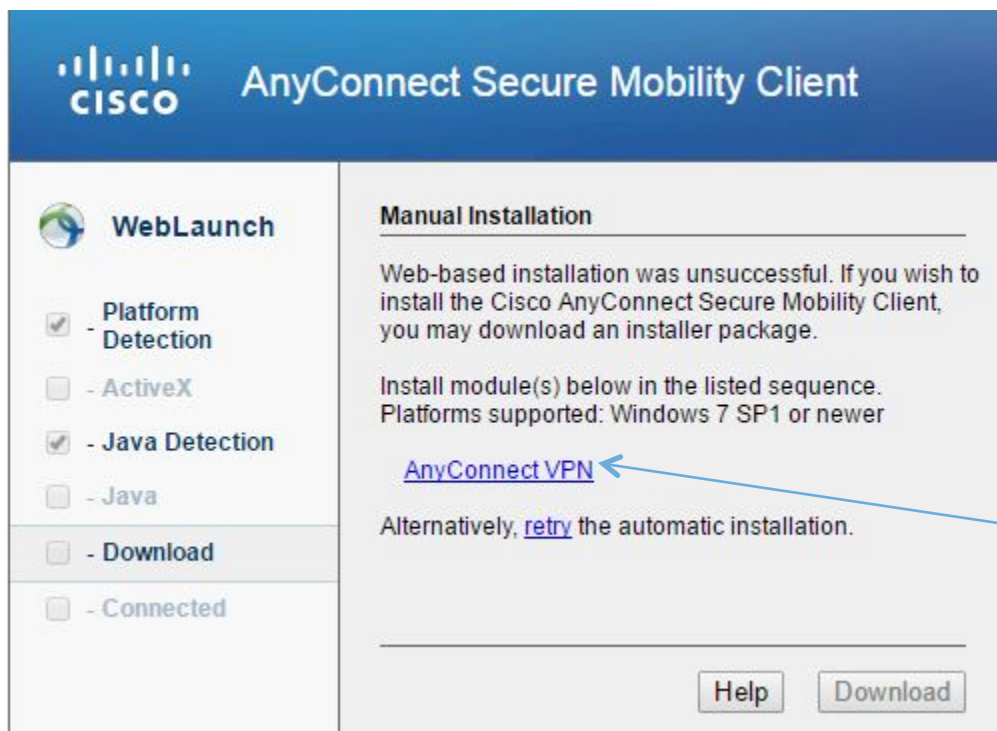 CISCO
AnyConnect Secure Mobility Client
WebLaunch
- Platform
Detection
- ActiveX
- Java Detection
- Java
- Download
- Connected
Manual Installation
Web-based installation was unsuccessful. If you wish to
install the Cisco AnyConnect Secure Mobility Client,
you may download an installer package.
Install module(s) below in the listed sequence.
Platforms supported: Windows 7 SP1 or newer
AnyConnect VPN
Alternatively, retry the automatic installation.
Help
Download